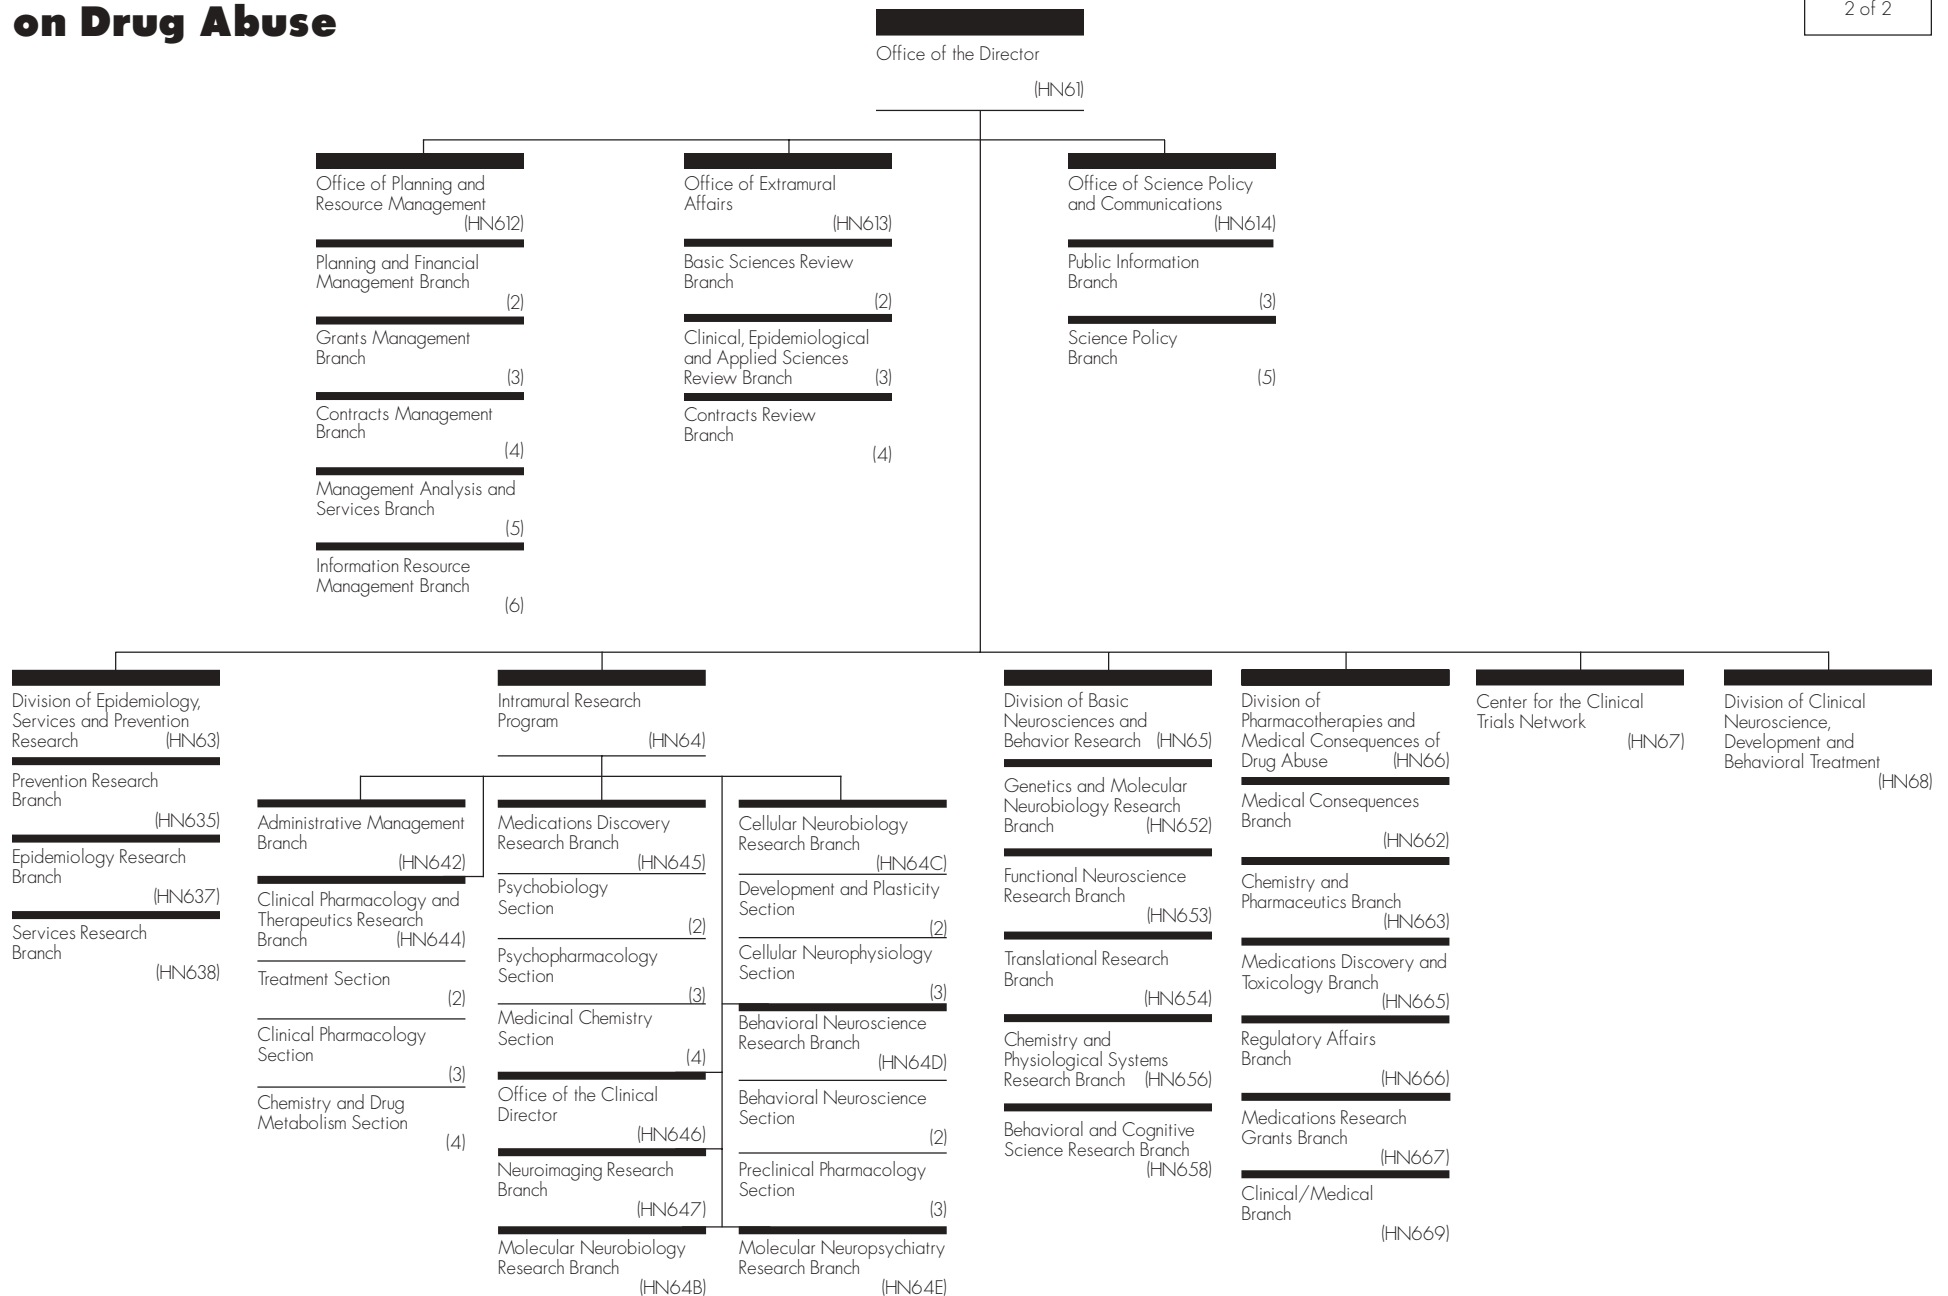 on Drug Abuse
2 of 2
Office of the Director
(HN61)
Office of Planning and
Resource Management
(HN612)
Planning and Financial
Management Branch
(2)
Grants Management
Branch
(3)
Contracts Management
Branch
(4)
Management Analysis and
Services Branch
(5)
Information Resource
Management Branch
(6)
Office of Extramural
Affairs
(HN613)
Basic Sciences Review
Branch
(2)
Clinical, Epidemiological
and Applied Sciences
Review Branch (3)
Contracts Review
Branch
(4)
Office of Science Policy
and Communications
(HN614)
Public Information
Branch
(3)
Science Policy
Branch
(5)
Division of Epidemiology,
Services and Prevention
Research (HN63)
Prevention Research
Branch
(HN635)
Epidemiology Research
Branch
(HN637)
Services Research
Branch
(HN638)
Intramural Research
Program
(HN64)
Administrative Management
Branch
(HN642)
Clinical Pharmacology and
Therapeutics Research
Branch (HN644)
Treatment Section
(2)
Clinical Pharmacology
Section
(3)
Chemistry and Drug
Metabolism Section
(4)
Medications Discovery
Research Branch
(HN645)
Psychobiology
Section
(2)
Psychopharmacology
Section
(3)
Medicinal Chemistry
Section
(4)
Office of the Clinical
Director
(HN646)
Neuroimaging Research
Branch
(HN647)
Molecular Neurobiology
Research Branch
(HN64B)
Cellular Neurobiology
Research Branch
(HN64C)
Development and Plasticity
Section
(2)
Cellular Neurophysiology
Section
(3)
Behavioral Neuroscience
Research Branch
(HN64D)
Behavioral Neuroscience
Section
(2)
Preclinical Pharmacology
Section
(3)
Molecular Neuropsychiatry
Research Branch
(HN64E)
Division of Basic
Neurosciences and
Behavior Research (HN65)
Genetics and Molecular
Neurobiology Research
Branch (HN652)
Functional Neuroscience
Research Branch
(HN653)
Translational Research
Branch
(HN654)
Chemistry and
Physiological Systems
Research Branch (HN656)
Behavioral and Cognitive
Science Research Branch
(HN658)
Division of
Pharmacotherapies and
Medical Consequences of
Drug Abuse (HN66)
Medical Consequences
Branch
(HN662)
Chemistry and
Pharmaceutics Branch
(HN663)
Medications Discovery and
Toxicology Branch
(HN665)
Regulatory Affairs
Branch
(HN666)
Medications Research
Grants Branch
(HN667)
Clinical/Medical
Branch
(HN669)
Center for the Clinical
Trials Network
(HN67)
Division of Clinical
Neuroscience,
Development and
Behavioral Treatment
(HN68)